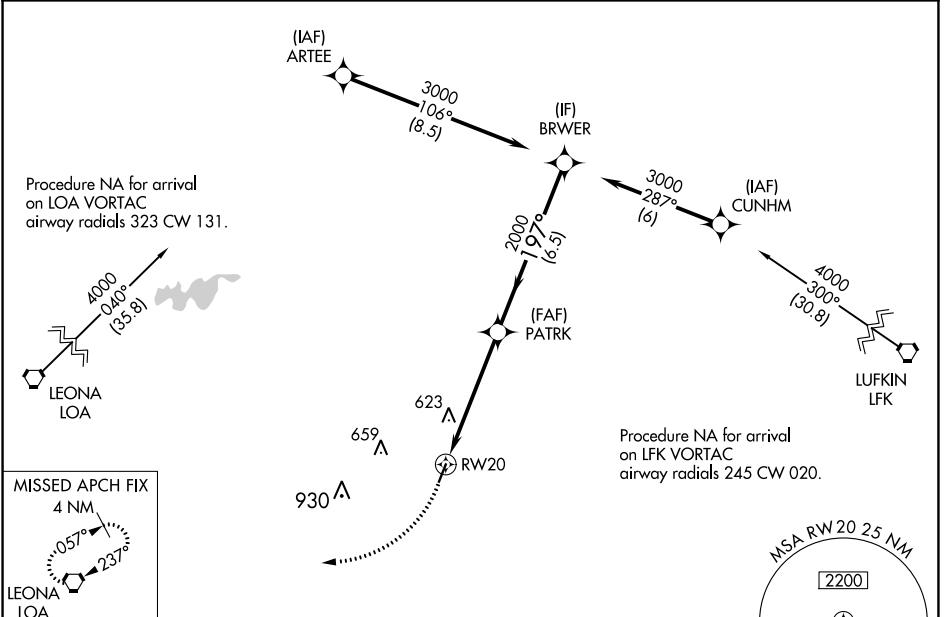 (IAF)
ARTEE
3000
106°
(8.5)
(IF)
BRWER
3000
287°
(6)
(IAF)
CUNHM
Procedure NA for arrival
on LOA VORTAC
airway radials 323 CW 131.
4000
040°
(35.8)
LEONA
LOA
2000
197°
(6.5)
(FAF)
PATRK
4000
300°
(30.8)
LUFKIN
LFK
623
659
930
RW20
Procedure NA for arrival
on LFK VORTAC
airway radials 245 CW 020.
MISSED APCH FIX
4 NM
057°
237°
LEONA
LOA
MSA RW20 25 NM
2200